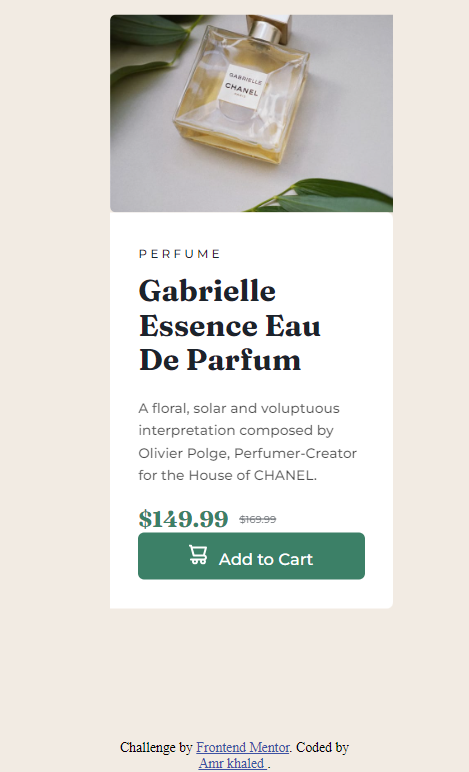 GABRIELLE
CHANEL
PARIS
PERFUME
Gabrielle
Essence Eau
De Parfum
A floral, solar and voluptuous
interpretation composed by
Olivier Polge, Perfumer-Creator
for the House of CHANEL.
$149.99 $169.99
Add to Cart
Challenge by Frontend Mentor. Coded by
Amr khaled .